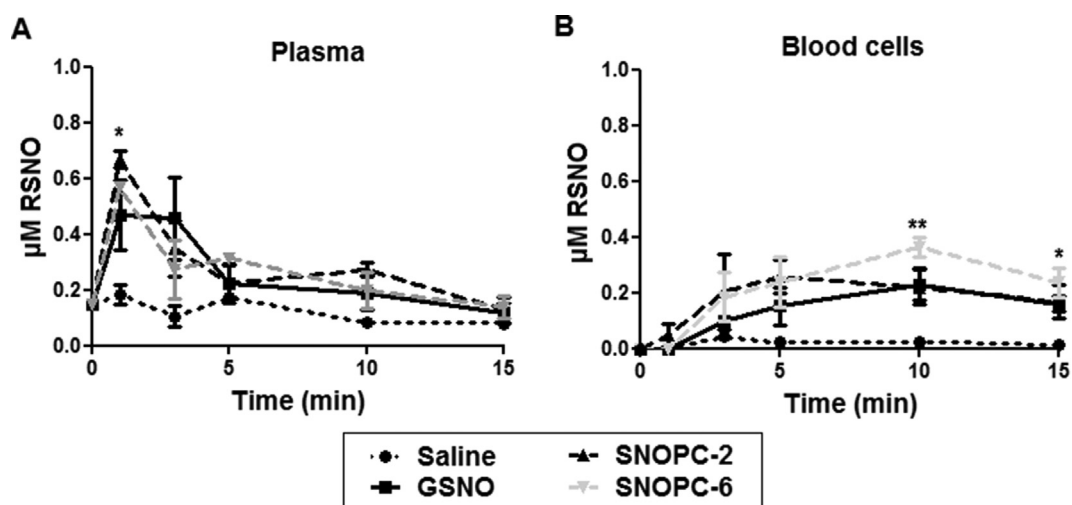 A
Plasma
*
1.0
0.8
0.6
0.4
0.2
0.0
µM RSNO
0 5 10 15
Time (min)
B
Blood cells
** *
1.0
0.8
0.6
0.4
0.2
0.0
µM RSNO
0 5 10 15
Time (min)
Saline SNOPC-2
GSNO SNOPC-6